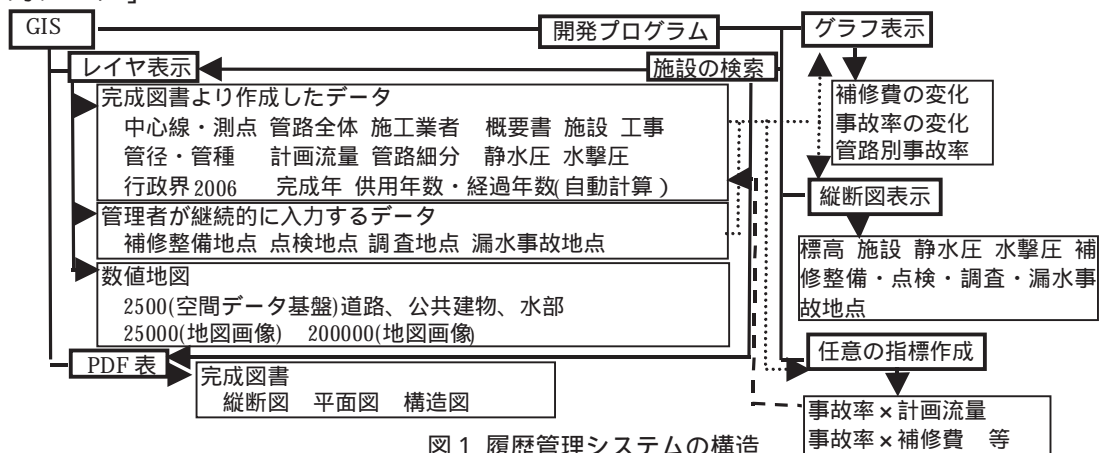 GIS
開発プログラム
グラフ表示
レイヤ表示
施設の検索
完成図書より作成したデータ
中心線・測点 管路全体 施工業者 概要書 施設 工事
管径・管種 計画流量 管路細分 静水圧 水撃圧
行政界2006 完成年 供用年数・経過年数(自動計算)
管理者が継続的に入力するデータ
補修整備地点 点検地点 調査地点 漏水事故地点
数値地図
2500(空間データ基盤)道路、公共建物、水部
25000(地図画像) 200000(地図画像)
PDF 表
完成図書
縦断図 平面図 構造図
補修費の変化
事故率の変化
管路別事故率
縦断図表示
標高 施設 静水圧 水撃圧 補
修整備・点検・調査・漏水事
故地点
任意の指標作成
事故率×計画流量
事故率×補修費 等
図1 履歴管理システムの構造